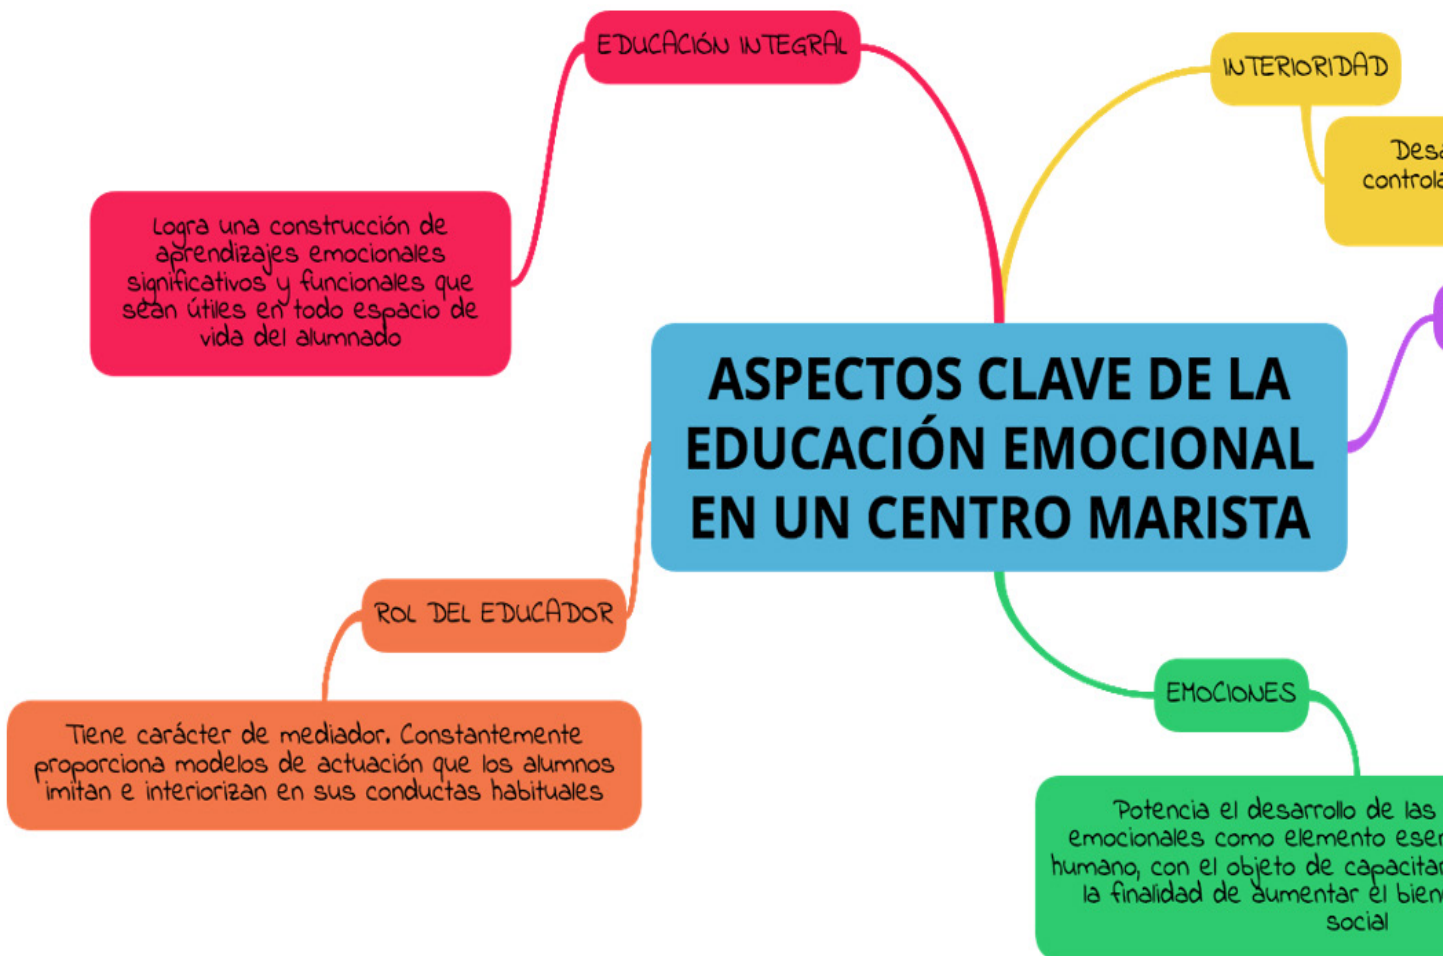 EDUCACIÓN INTEGRAL
INTERIORIDAD
controla
Logra una construcción de
aprendizajes emocionales
significativos y funcionales que
sean útiles en todo espacio de
vida del alumnado
ASPECTOS CLAVE DE LA
EDUCACIÓN EMOCIONAL
EN UN CENTRO MARISTA
ROL DEL EDUCADOR
Tiene carácter de mediador. Constantemente
proporciona modelos de actuación que los alumnos
imitan e interiorizan en sus conductas habituales
EMOCIONES
Potencia el desarrollo de las
emocionales como elemento
humano, con el objeto de capacitar
la finalidad de aumentar el
social